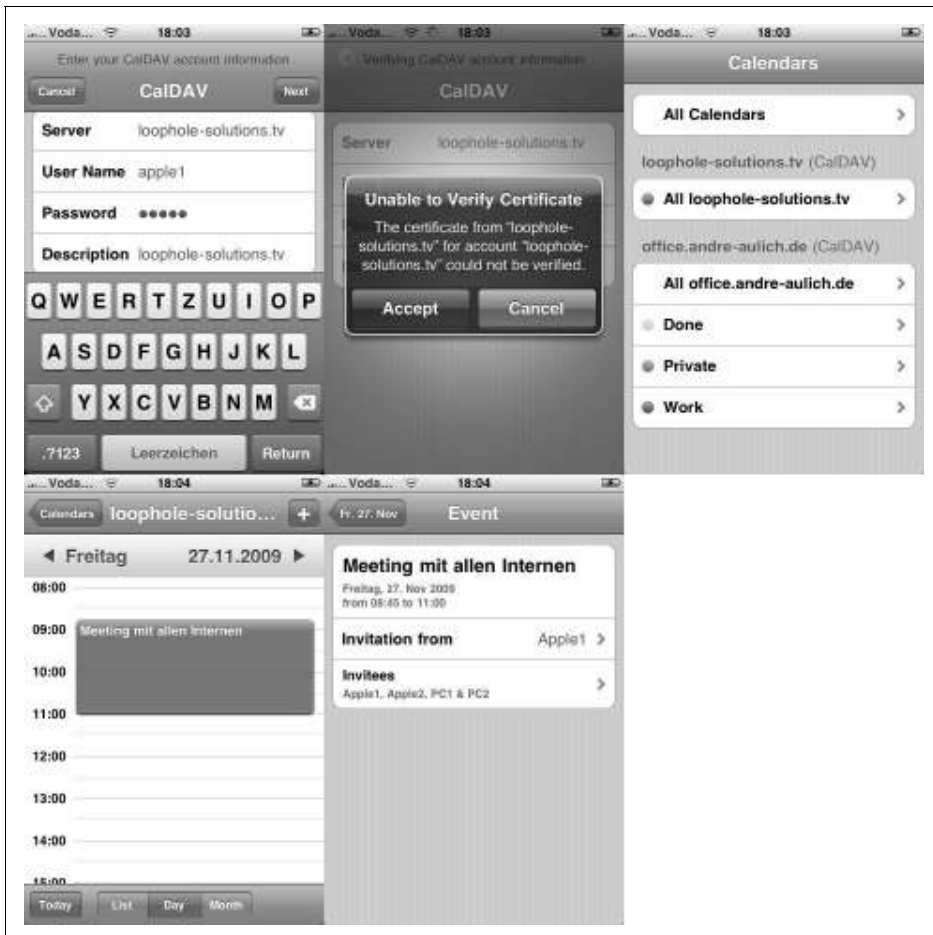 Voda... 18:03
Enter your CalDAV account information
Cancel CalDAV Next
Server loophole-solutions.tv
User Name apple1
Password •••••
Description loophole-solutions.tv
Q W E R T Z U I O P
A S D F G H J K L
Y X C V B N M
.?123 Leerzeichen Return
Voda... 18:03
Verifying CalDAV account information
CalDAV
Server loophole-solutions.tv
Unable to Verify Certificate
The certificate from "loophole-
solutions.tv" for account "loophole-
solutions.tv" could not be verified.
Accept Cancel
Voda... 18:03
Calendars
All Calendars
loophole-solutions.tv (CalDAV)
All loophole-solutions.tv
office.andre-aulich.de (CalDAV)
All office.andre-aulich.de
Done
Private
Work
Voda... 18:04
Calendars loophole-solutio... +
Freitag 27.11.2009
08:00
09:00 Meeting mit allen Internen
10:00
11:00
12:00
13:00
14:00
15:00
Today List Day Month
Voda... 18:04
Fr. 27. Nov Event
Meeting mit allen Internen
Freitag, 27. Nov 2009
from 08:45 to 11:00
Invitation from Apple1
Invitees
Apple1, Apple2, PC1 & PC2